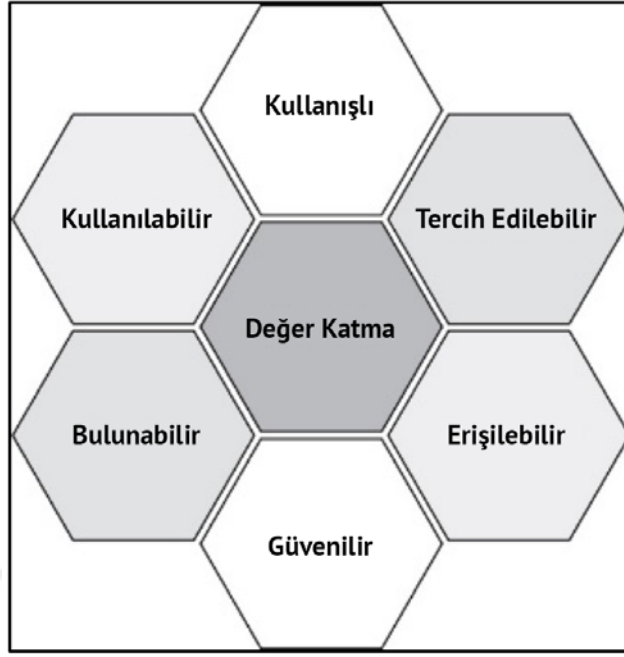 Kullanışlı
Kullanılabilir
Tercih Edilebilir
Değer Katma
Bulunabilir
Erişilebilir
Güvenilir